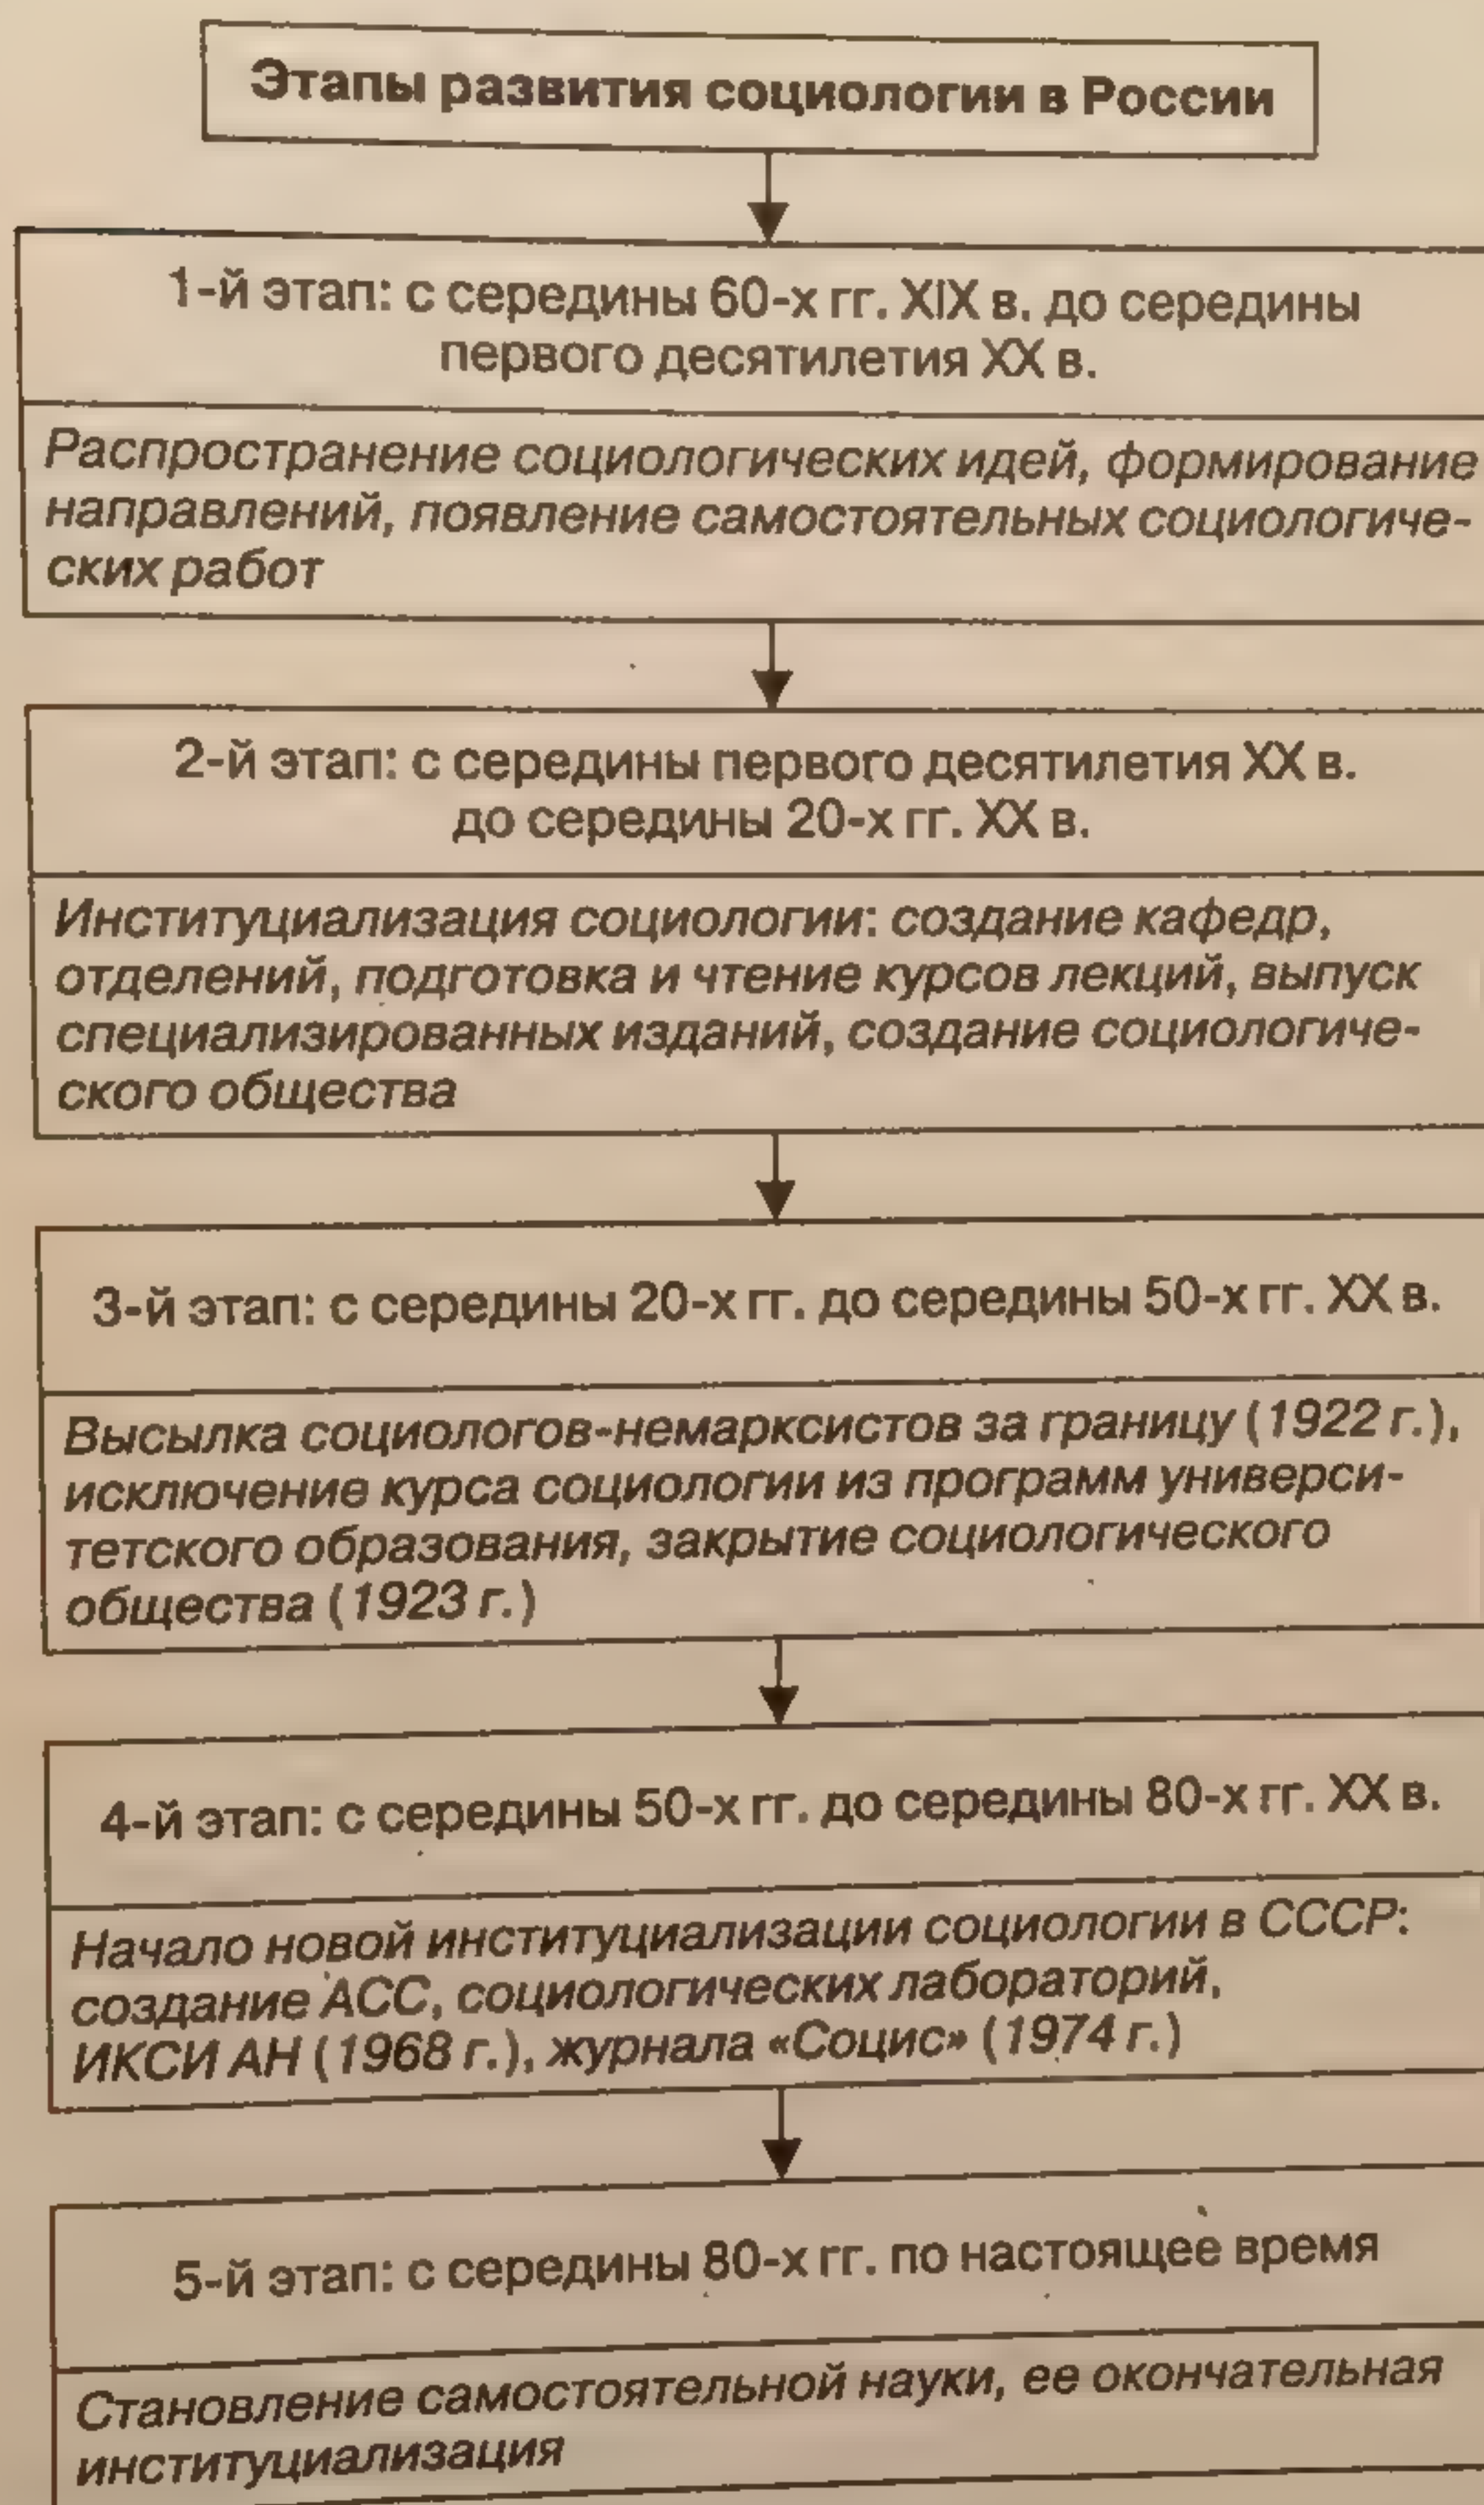 Этапы развития социологии в России
1-й этап: с середины 60-х гг. XIX в. до середины
первого десятилетия XX в.
Распространение социологических идей, формирование
направлений, появление самостоятельных социологиче-
ских работ
2-й этап: с середины первого десятилетия XX в.
до середины 20-х гг. XX в.
Институциализация социологии: создание кафедр,
отделений, подготовка и чтение курсов лекций, выпуск
специализированных изданий, создание социологиче-
ского общества
3-й этап: с середины 20-х гг. до середины 50-х гг. XX в.
Высылка социологов-немарксистов за границу (1922 г.),
исключение курса социологии из программ универси-
тетского образования, закрытие социологического
общества (1923 г.)
4-й этап: с середины 50-х гг. до середины 80-х гг. XX в.
Начало новой институциализации социологии в СССР:
создание АСС, социологических лабораторий,
ИКСИ АН (1968 г.), журнала «Социс» (1974 г.)
5-й этап: с середины 80-х гг. по настоящее время
Становление самостоятельной науки, ее окончательная
институциализация